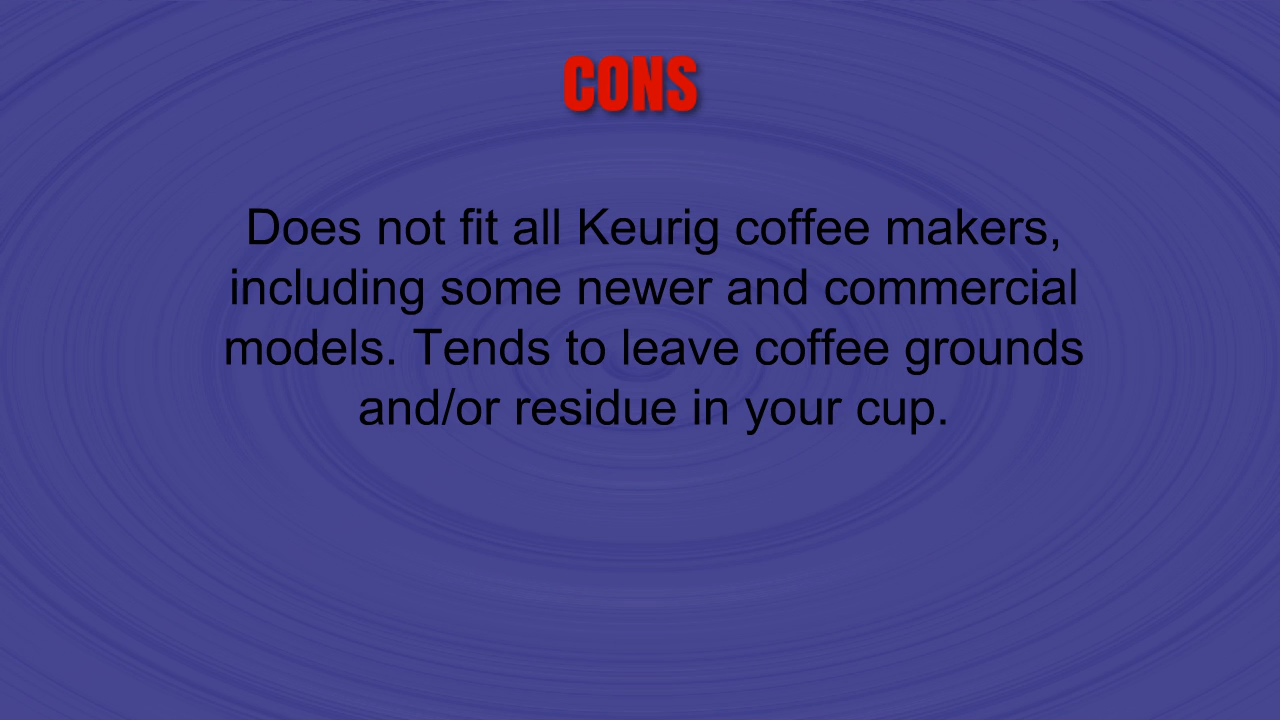 CONS
Does not fit all Keurig coffee makers,
including some newer and commercial
models. Tends to leave coffee grounds
and/or residue in your cup.